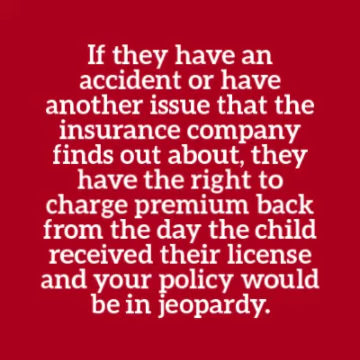 If they have an
accident or have
another issue that the
insurance company
finds out about, they
have the right to
charge premium back
from the day the child
received their license
and your policy would
be in jeopardy.